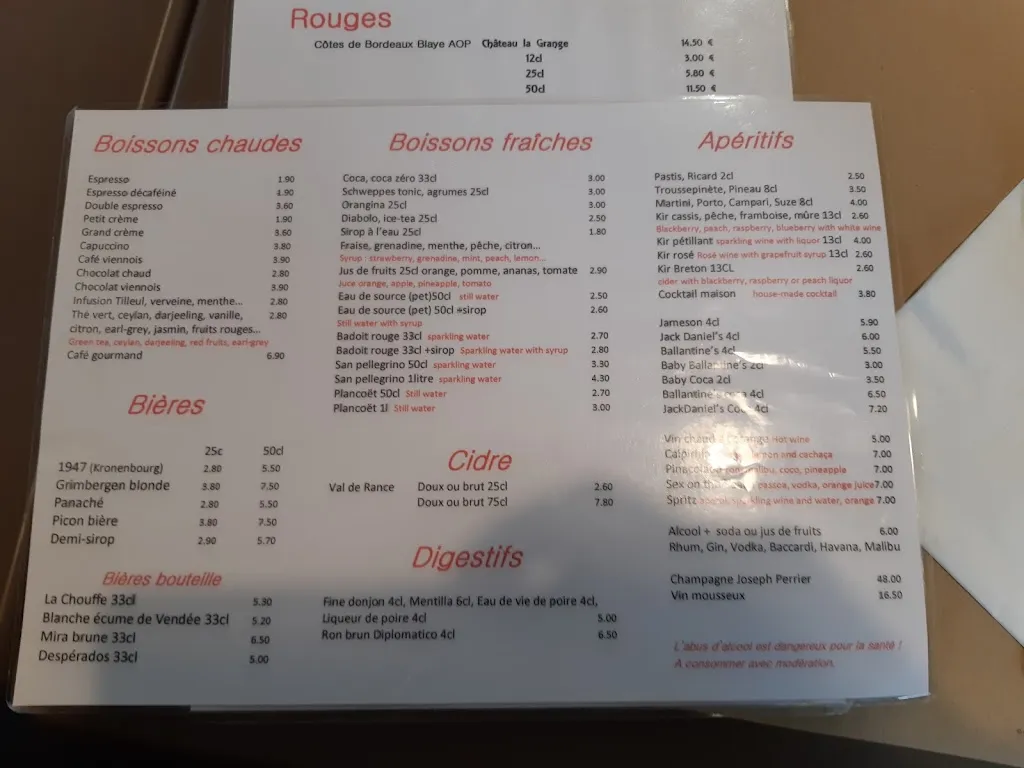 Rouges
Côtes de Bordeaux Blaye AOP Château la Grange 14.50 €
12cl 3.00 €
25cl 5.80 €
50cl 11.50 €
Boissons chaudes
Espresso 1.90
Espresso décaféiné 1.90
Double espresso 3.60
Petit crème 1.90
Grand crème 3.60
Capuccino 3.80
Café viennois 3.90
Chocolat chaud 2.80
Chocolat viennois 3.90
Infusion Tilleul, verveine, menthe... 2.80
Thé vert, ceylan, darjeeling, vanille, 2.80
citron, earl-grey, jasmin, fruits rouges...
Green tea, ceylan, darjeeling, red fruits, earl-grey
Café gourmand 6.90
Bières
25c 50cl
1947 (Kronenbourg) 2.80 5.50
Grimbergen blonde 3.80 7.50
Panaché 2.80 5.50
Picon bière 3.80 7.50
Demi-sirop 2.90 5.70
Bières bouteille
La Chouffe 33cl 5.30
Blanche écume de Vendée 33cl 5.20
Mira brune 33cl 6.50
Despérados 33cl 5.00
Boissons fraîches
Coca, coca zéro 33cl 3.00
Schweppes tonic, agrumes 25cl 3.00
Orangina 25cl 3.00
Diabolo, ice-tea 25cl 2.50
Sirop à l'eau 25cl 1.80
Fraise, grenadine, menthe, pêche, citron...
Syrup : strawberry, grenadine, mint, peach, lemon...
Jus de fruits 25cl orange, pomme, ananas, tomate 2.90
Juce orange, apple, pineapple, tomato
Eau de source (pet)50cl still water 2.50
Eau de source (pet) 50cl +sirop 2.60
Still water with syrup
Badoit rouge 33cl sparkling water 2.70
Badoit rouge 33cl +sirop Sparkling water with syrup 2.80
San pellegrino 50cl sparkling water 3.30
San pellegrino 1litre sparkling water 4.30
Plancoët 50cl Still water 2.70
Plancoët 1l Still water 3.00
Cidre
Val de Rance Doux ou brut 25cl 2.60
Doux ou brut 75cl 7.80
Digestifs
Fine donjon 4cl, Mentilla 6cl, Eau de vie de poire 4cl,
Liqueur de poire 4cl 5.00
Ron brun Diplomatico 4cl 6.50
Apéritifs
Pastis, Ricard 2cl 2.50
Troussepinète, Pineau 8cl 3.50
Martini, Porto, Campari, Suze 8cl 4.00
Kir cassis, pêche, framboise, mûre 13cl 2.60
Blackberry, peach, raspberry, blueberry with white wine
Kir pétillant sparkling wine with liquor 13cl 4.00
Kir rosé Rosé wine with grapefruit syrup 13cl 2.60
Kir Breton 13CL 2.60
cider with blackberry, raspberry or peach liquor
Cocktail maison house-made cocktail 3.80
Jameson 4cl 5.90
Jack Daniel's 4cl 6.00
Ballantine's 4cl 5.50
Baby Ballantine's 2cl 3.00
Baby Coca 2cl 3.50
Ballantine's coca 4cl 6.50
JackDaniel's Coca 4cl 7.20
Vin chaud Hot wine 5.00
and cachaça 7.00
malibu, coco, pineapple 7.00
Sex on passoa, vodka, orange juice 7.00
Spritz sparkling wine and water, orange 7.00
Alcool + soda ou jus de fruits 6.00
Rhum, Gin, Vodka, Baccardi, Havana, Malibu
Champagne Joseph Perrier 48.00
Vin mousseux 16.50
L'abus d'alcool est dangereux pour la santé !
A consommer avec modération.